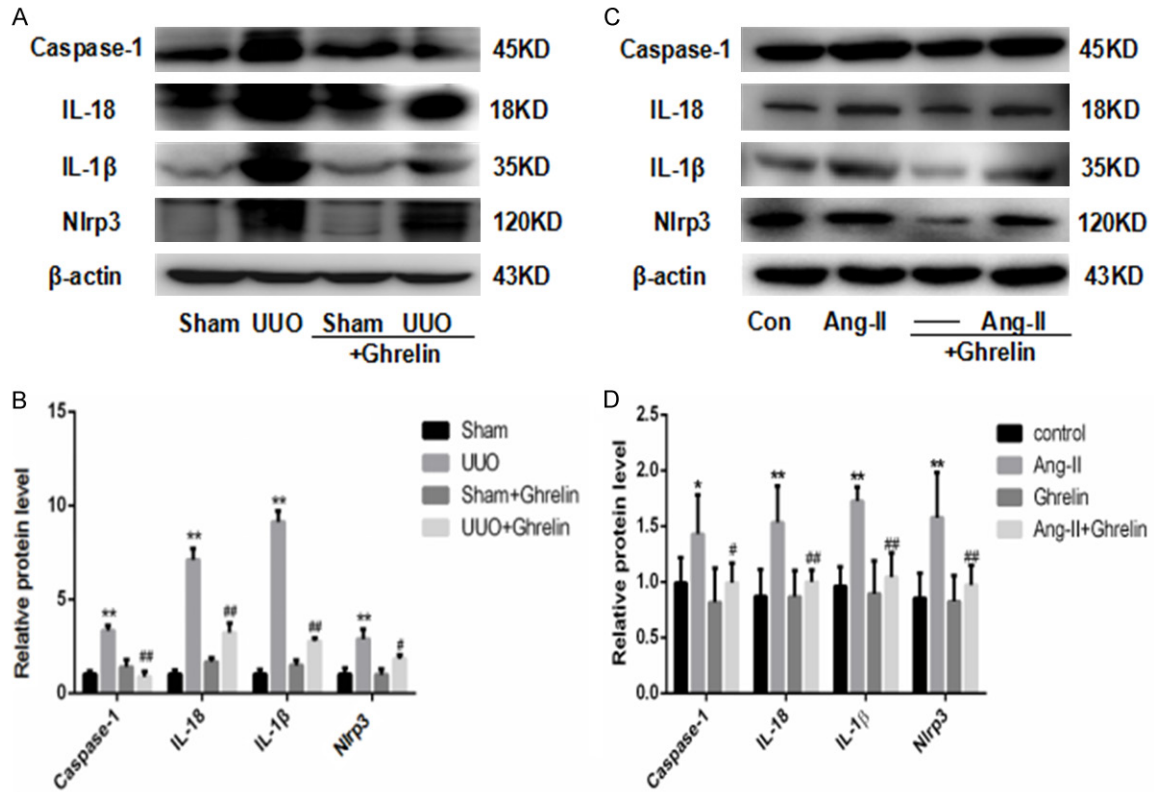 A
Caspase-1 45KD
IL-18 18KD
IL-1β 35KD
Nlrp3 120KD
β-actin 43KD
Sham UUO Sham UUO
+Ghrelin
C
Caspase-1 45KD
IL-18 18KD
IL-1β 35KD
Nlrp3 120KD
β-actin 43KD
Con Ang-II — Ang-II
+Ghrelin
B
Relative protein level
15
10
5
0
** ## ** ## ** ## ** #
Caspase-1 IL-18 IL-1β Nlrp3
Sham
UUO
Sham+Ghrelin
UUO+Ghrelin
D
Relative protein level
2.5
2.0
1.5
1.0
0.5
0.0
* # ** ## ** ## ** ##
Caspase-1 IL-18 IL-1β Nlrp3
control
Ang-II
Ghrelin
Ang-II+Ghrelin